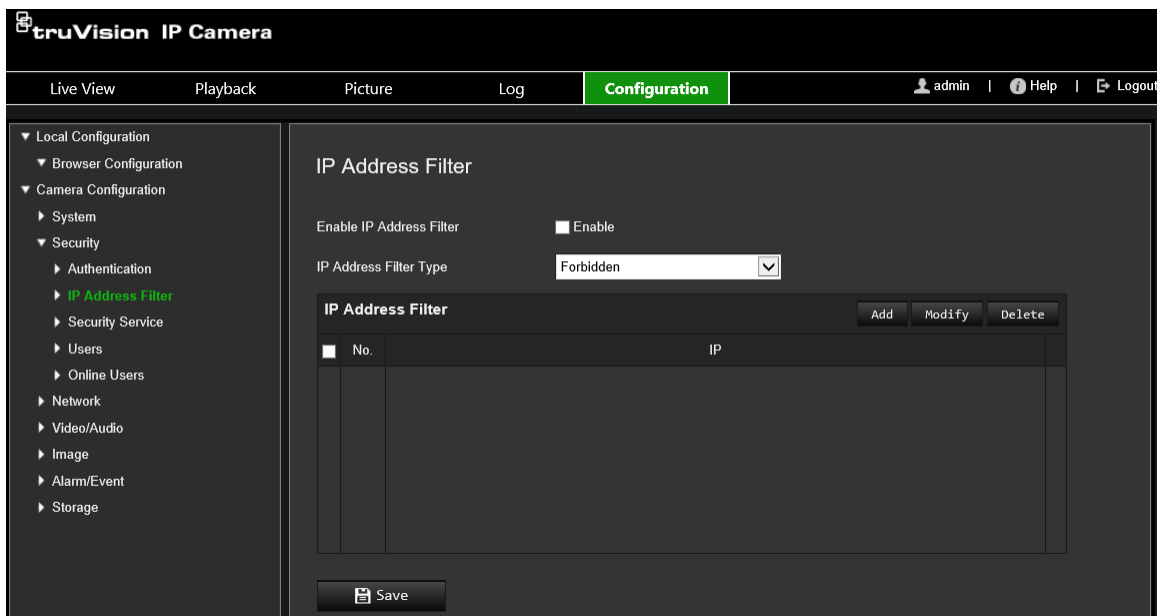 truVision IP Camera
Live View Playback Picture Log Configuration admin | Help | Logout
Local Configuration
Browser Configuration
Camera Configuration
System
Security
Authentication
IP Address Filter
Security Service
Users
Online Users
Network
Video/Audio
Image
Alarm/Event
Storage
IP Address Filter
Enable IP Address Filter Enable
IP Address Filter Type Forbidden
IP Address Filter Add Modify Delete
No. IP
Save